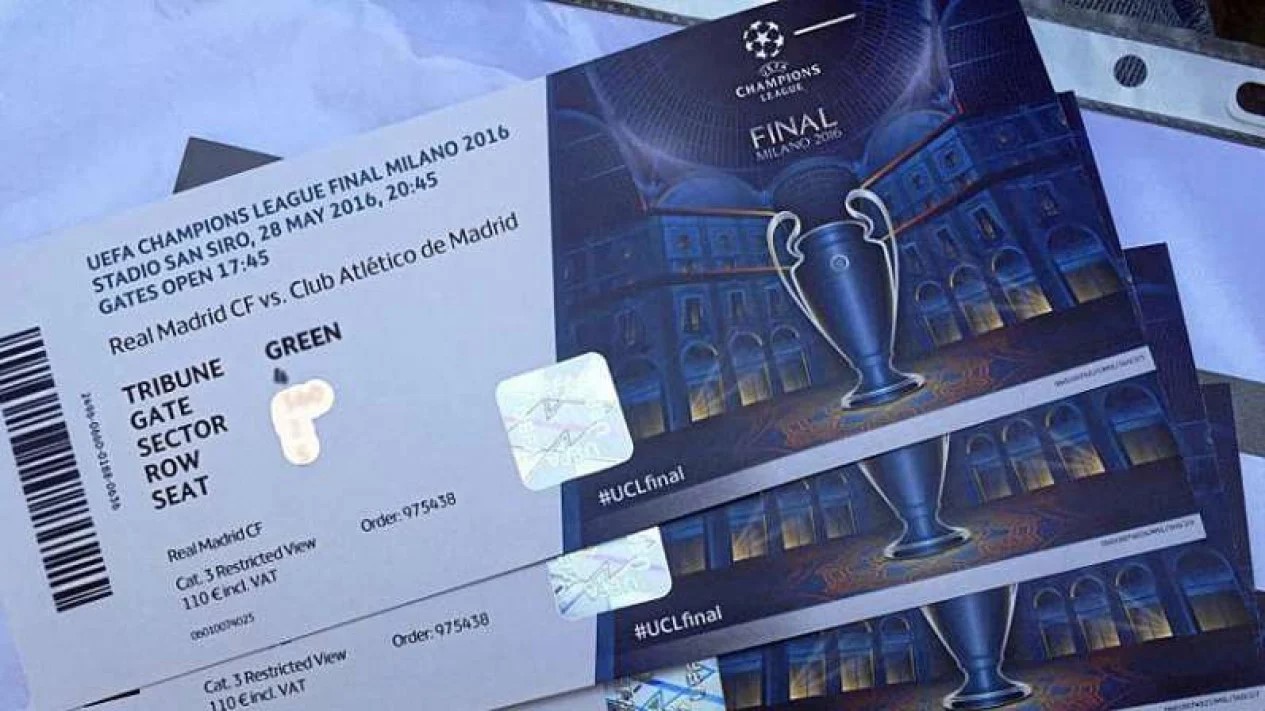 UEFA CHAMPIONS LEAGUE FINAL MILANO 2016
STADIO SAN SIRO, 28 MAY 2016, 20:45
GATES OPEN 17:45
Real Madrid CF vs. Club Atlético de Madrid
TRIBUNE GREEN
GATE
SECTOR
ROW
SEAT
Real Madrid CF
Order: 975438
Cat. 3 Restricted View
110 € incl. VAT
UEFA
CHAMPIONS
LEAGUE
FINAL
MILANO 2016
#UCLfinal
Order: 975438
Cat. 3 Restricted View
110 € incl. VAT
#UCLfinal